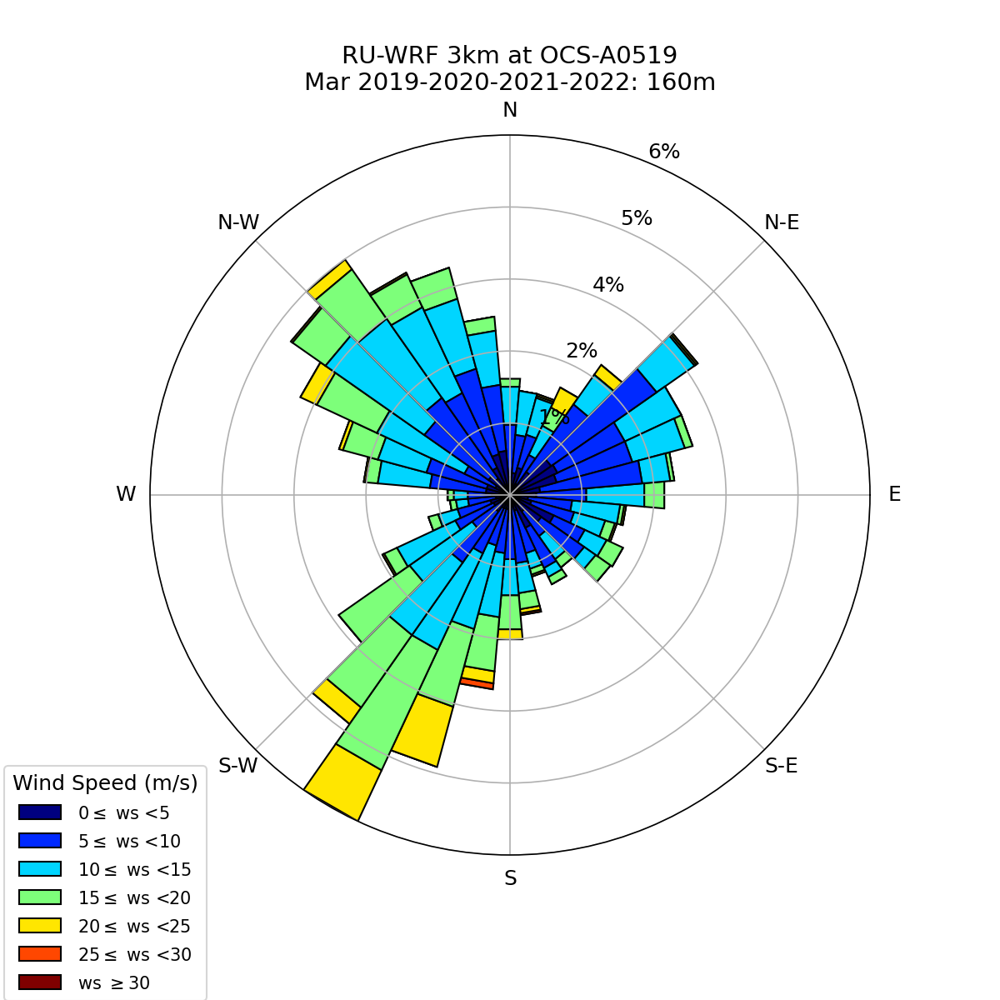 RU-WRF 3km at OCS-A0519
Mar 2019-2020-2021-2022: 160m
N
6%
N-W
5%
N-E
4%
2%
1%
W
E
S-W
S-E
S
Wind Speed (m/s)
0 ≤ ws <5
5 ≤ ws <10
10 ≤ ws <15
15 ≤ ws <20
20 ≤ ws <25
25 ≤ ws <30
ws ≥ 30